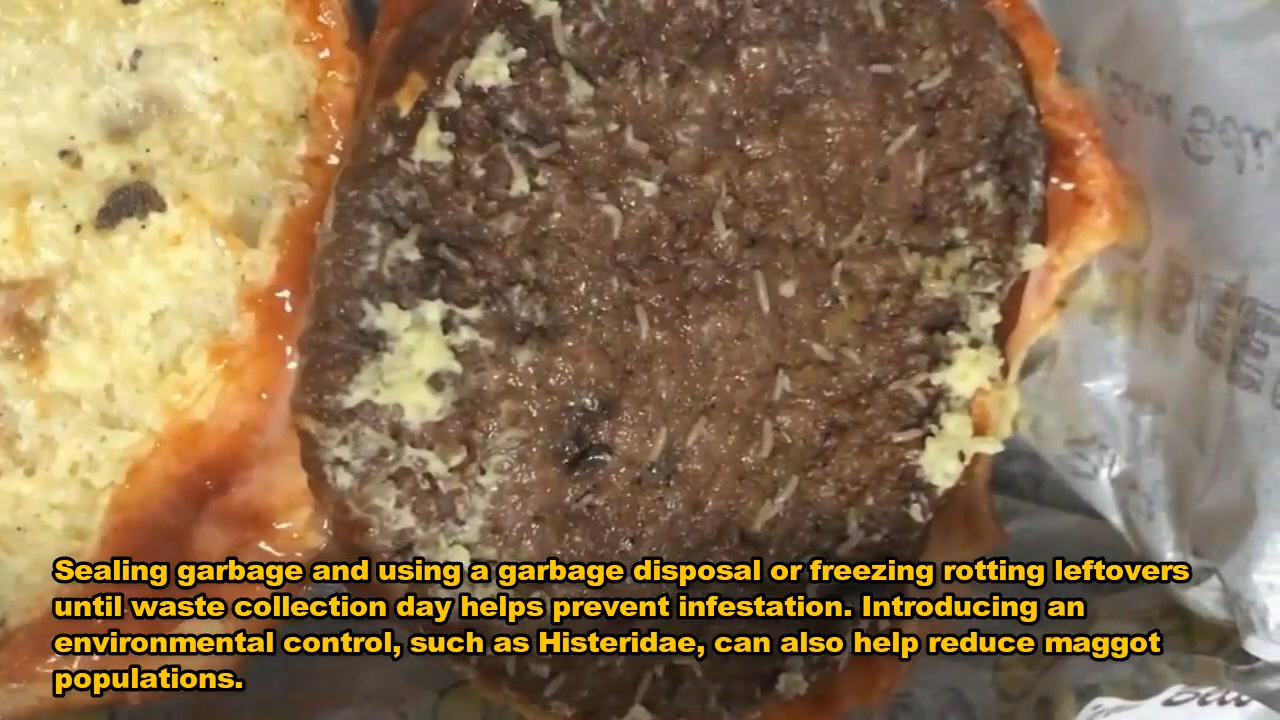 Sealing garbage and using a garbage disposal or freezing rotting leftovers
until waste collection day helps prevent infestation. Introducing an
environmental control, such as Histeridae, can also help reduce maggot
populations.